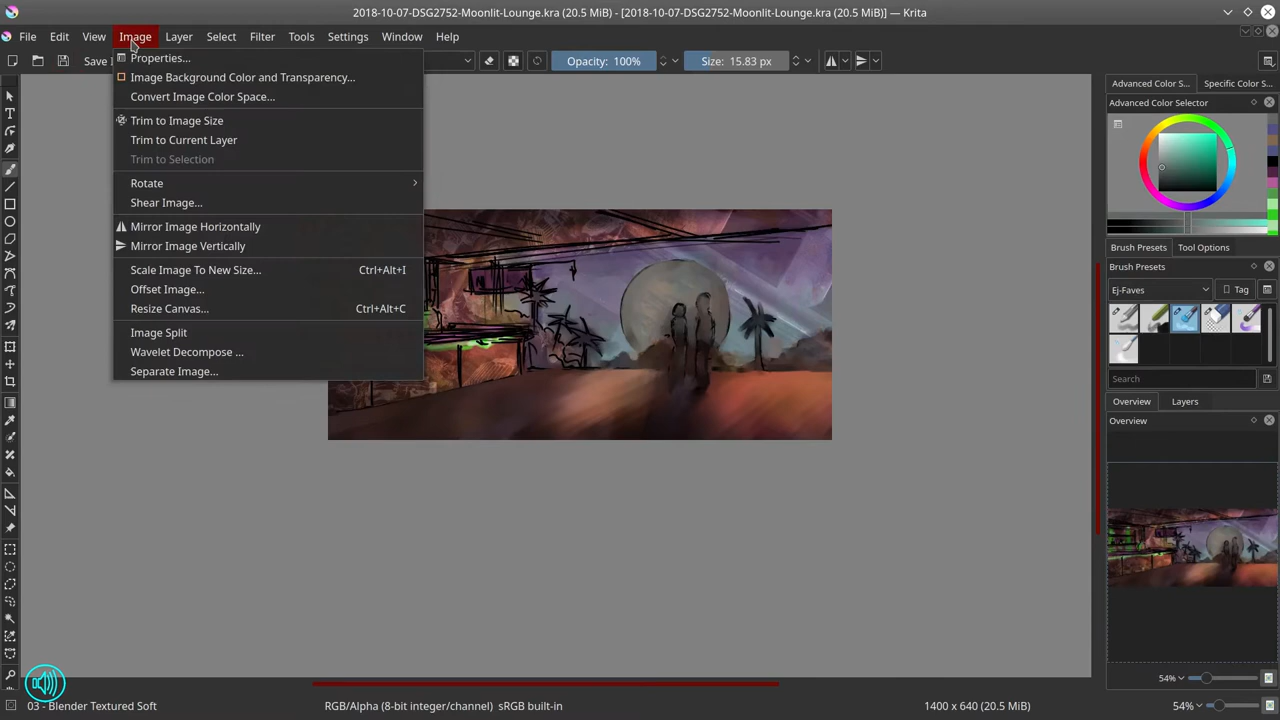 2018-10-07-DSG2752-Moonlit-Lounge.kra (20.5 MiB) - [2018-10-07-DSG2752-Moonlit-Lounge.kra (20.5 MiB)] — Krita
File Edit View Image Layer Select Filter Tools Settings Window Help
Save
Opacity: 100%
Size: 15.83 px
Properties...
Image Background Color and Transparency...
Convert Image Color Space...
Trim to Image Size
Trim to Current Layer
Trim to Selection
Rotate
Shear Image...
Mirror Image Horizontally
Mirror Image Vertically
Scale Image To New Size... Ctrl+Alt+I
Offset Image...
Resize Canvas... Ctrl+Alt+C
Image Split
Wavelet Decompose ...
Separate Image...
Advanced Color S... Specific Color S...
Advanced Color Selector
Brush Presets Tool Options
Brush Presets
Ej-Faves Tag
Search
Overview Layers
Overview
54%
03 - Blender Textured Soft
RGB/Alpha (8-bit integer/channel) sRGB built-in
1400 x 640 (20.5 MiB)
54%